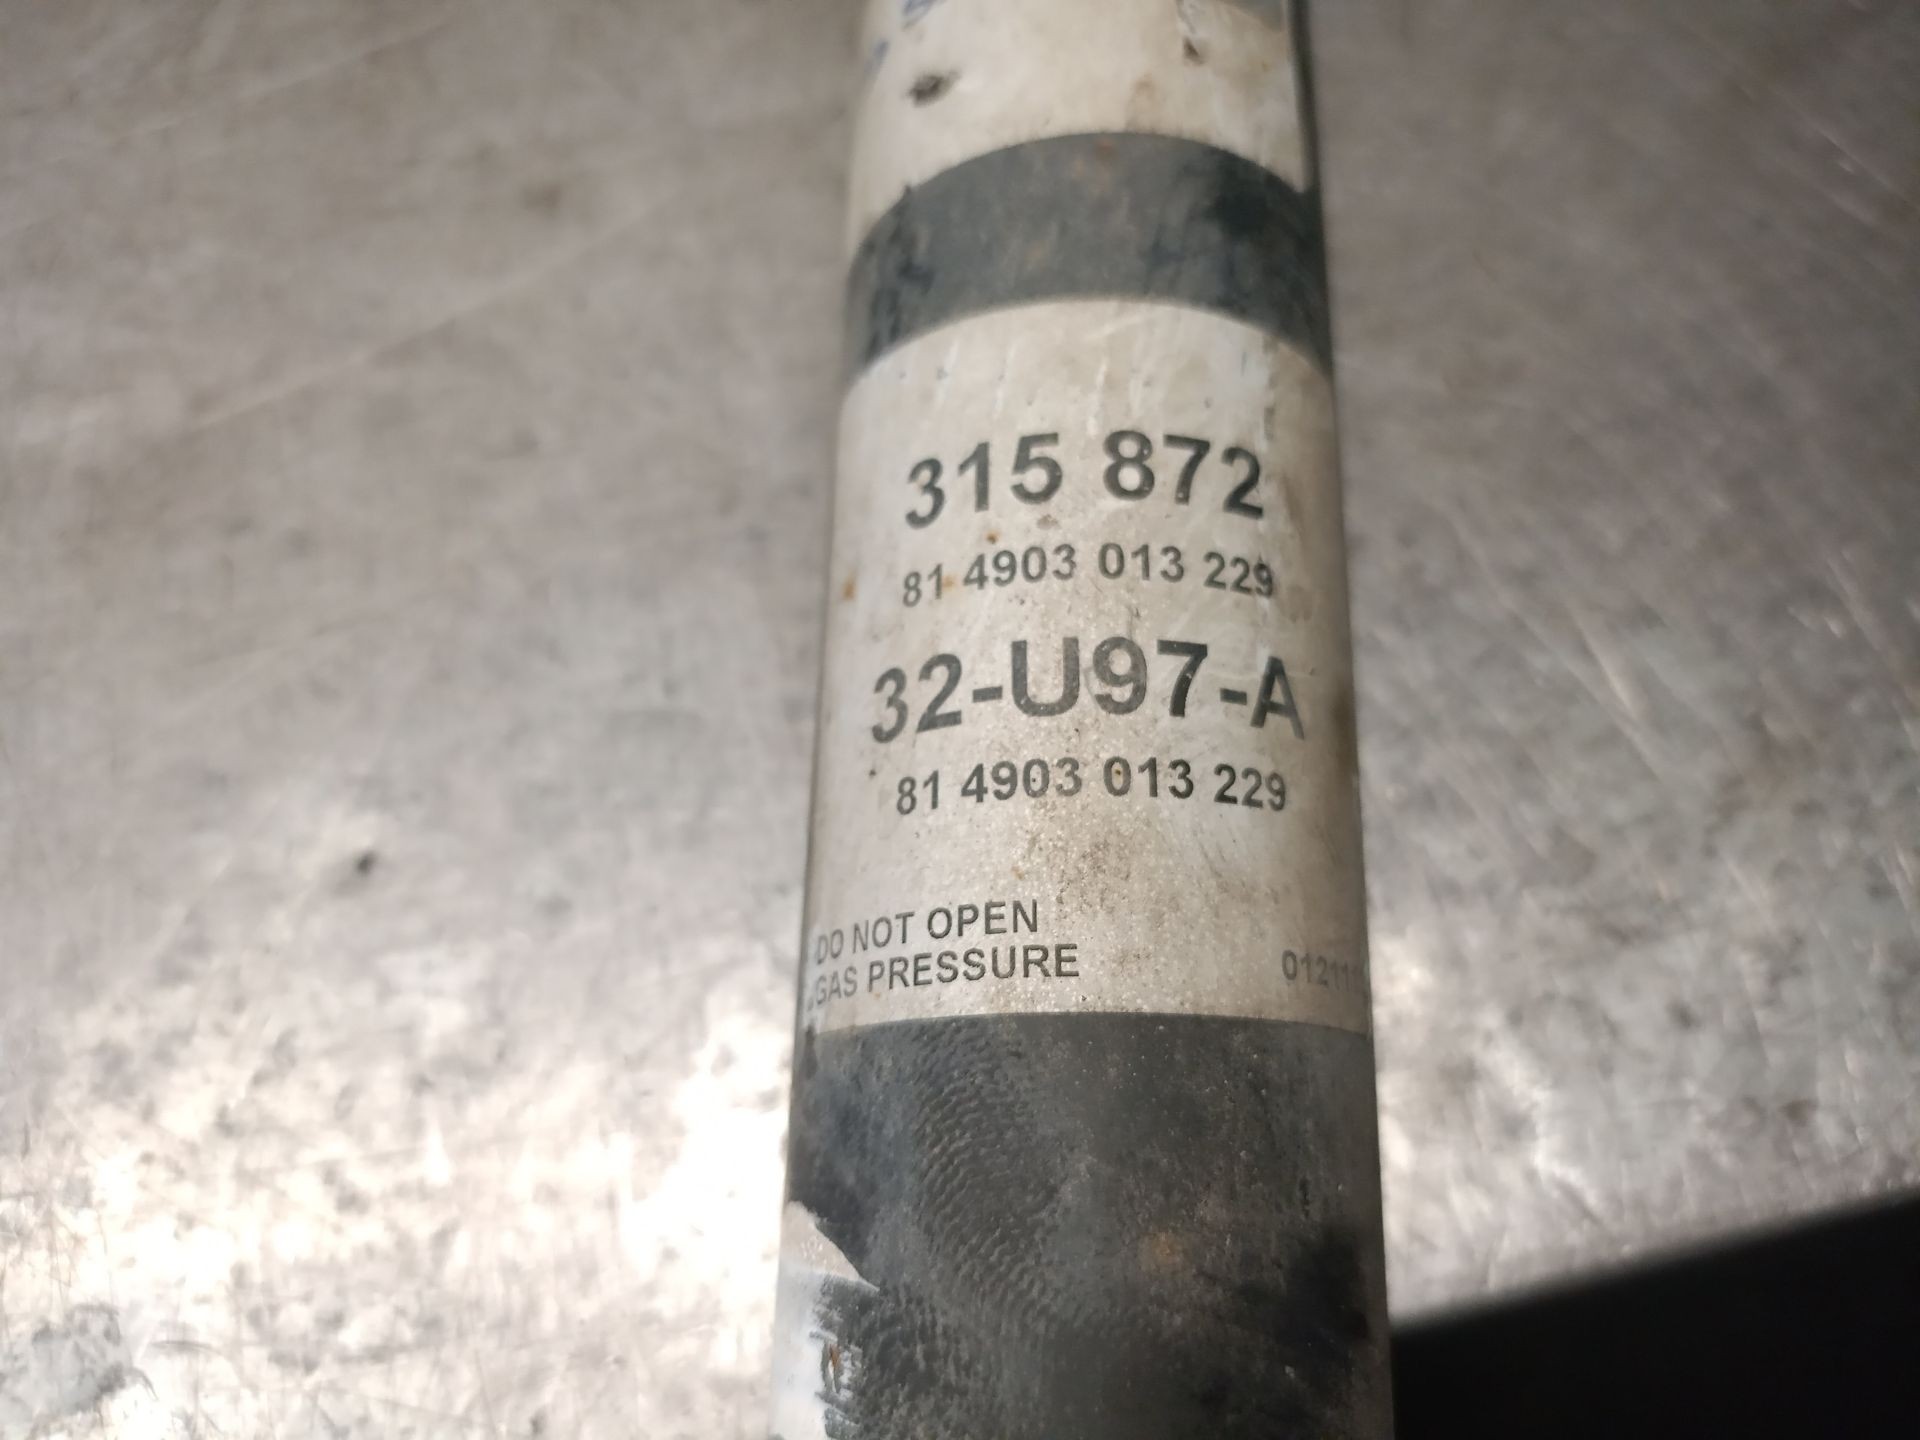 315 872
81 4903 013 229
32-U97-A
81 4903 013 229
DO NOT OPEN
GAS PRESSURE